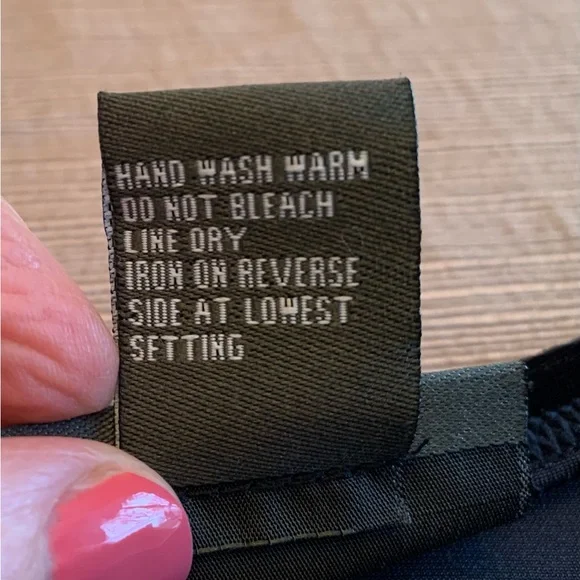 HAND WASH WARM
DO NOT BLEACH
LINE DRY
IRON ON REVERSE
SIDE AT LOWEST
SETTING